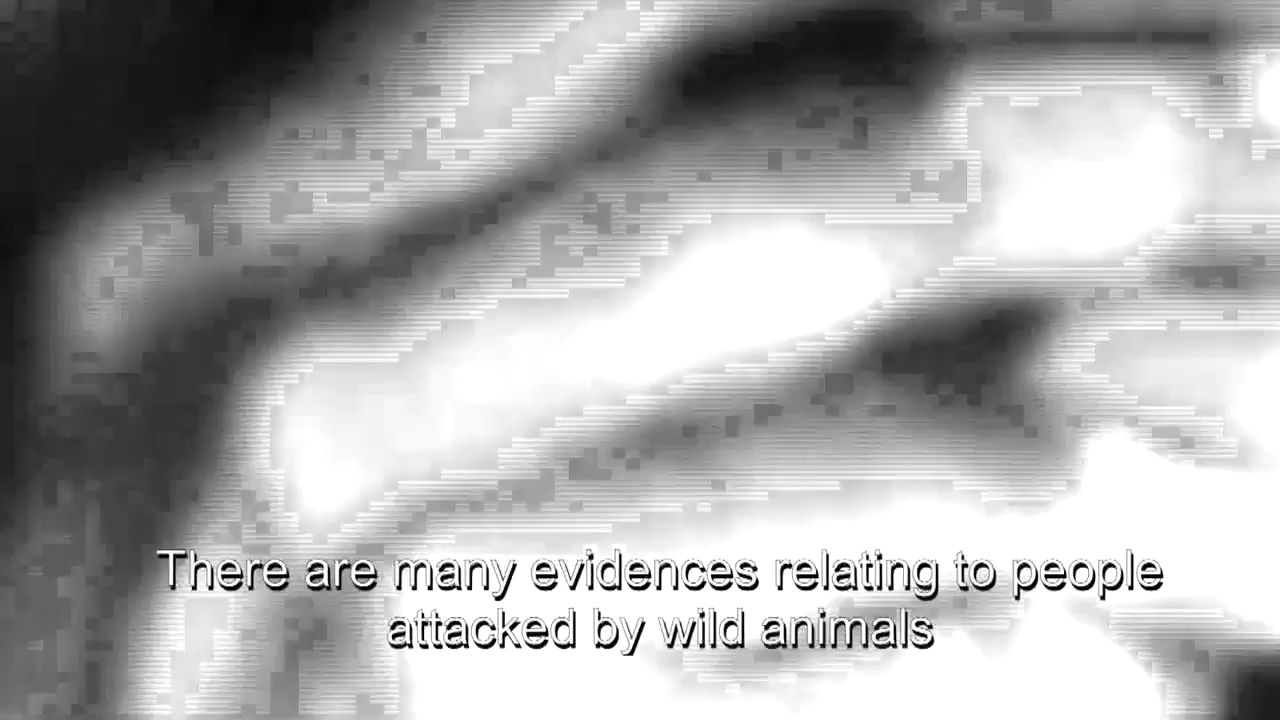 There are many evidences relating to people
attacked by wild animals